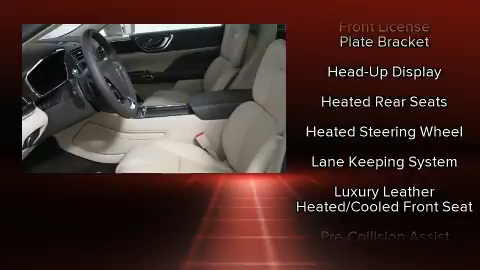 Front License
Plate Bracket
Head-Up Display
Heated Rear Seats
Heated Steering Wheel
Lane Keeping System
Luxury Leather
Heated/Cooled Front Seat
Pre-Collision Assist